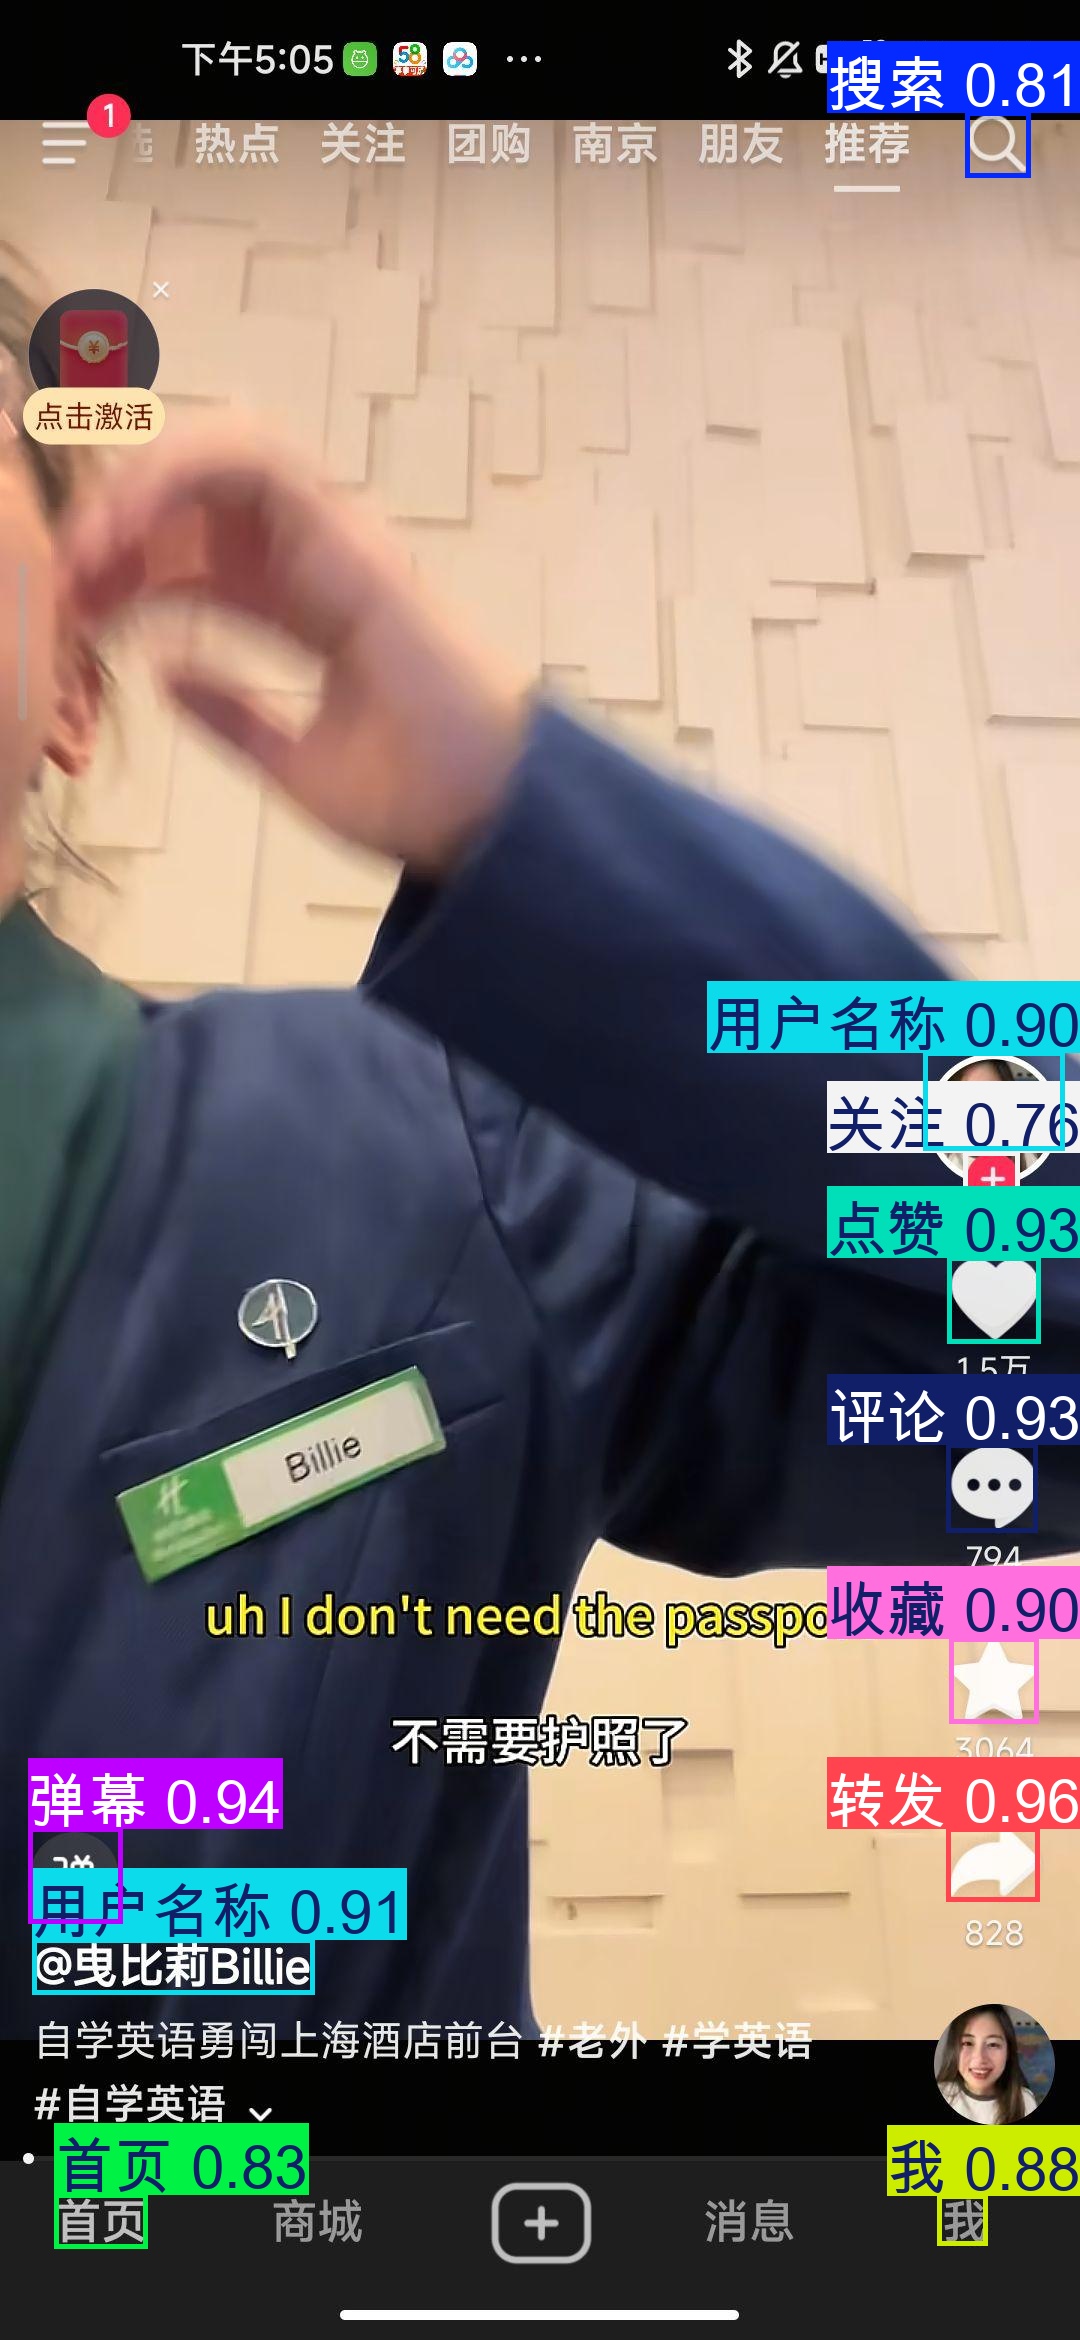 下午5:05
58
...
搜索 0.81
1
热点 关注 团购 南京 朋友 推荐
点击激活
用户名称 0.90
关注 0.76
点赞 0.93
1.5万
评论 0.93
Billie
794
uh I don't need the passpo
收藏 0.90
不需要护照了
3064
弹幕 0.94
转发 0.96
用户名称 0.91
828
@曳比莉Billie
自学英语勇闯上海酒店前台 #老外 #学英语
#自学英语
首页 0.83
我 0.88
首页 商城 消息 我